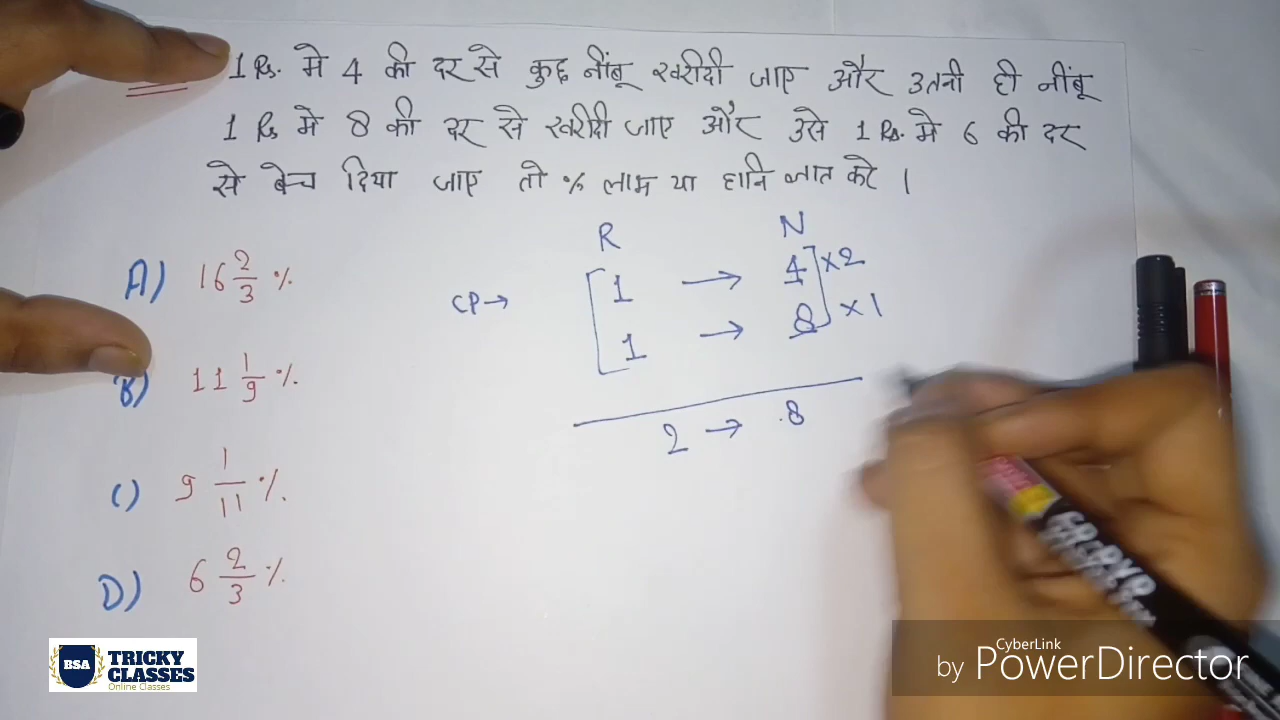 1 Rs. मे 4 की दर से कुछ नींबू खरीदी जाए और उतनी ही नींबू
1 Rs मे 8 की दर से खरीदी जाए और उसे 1 Rs. मे 6 की दर
से बेच दिया जाए तो % लाभ या हानि ज्ञात करे ।
R N
A) 16 2/3 %
CP→ 1 → 4 ×2
1 → 8 ×1
B) 11 1/9 %
2 → 8
C) 9 1/11 %
D) 6 2/3 %
BSA TRICKY
CLASSES
Online Classes
CyberLink
by PowerDirector